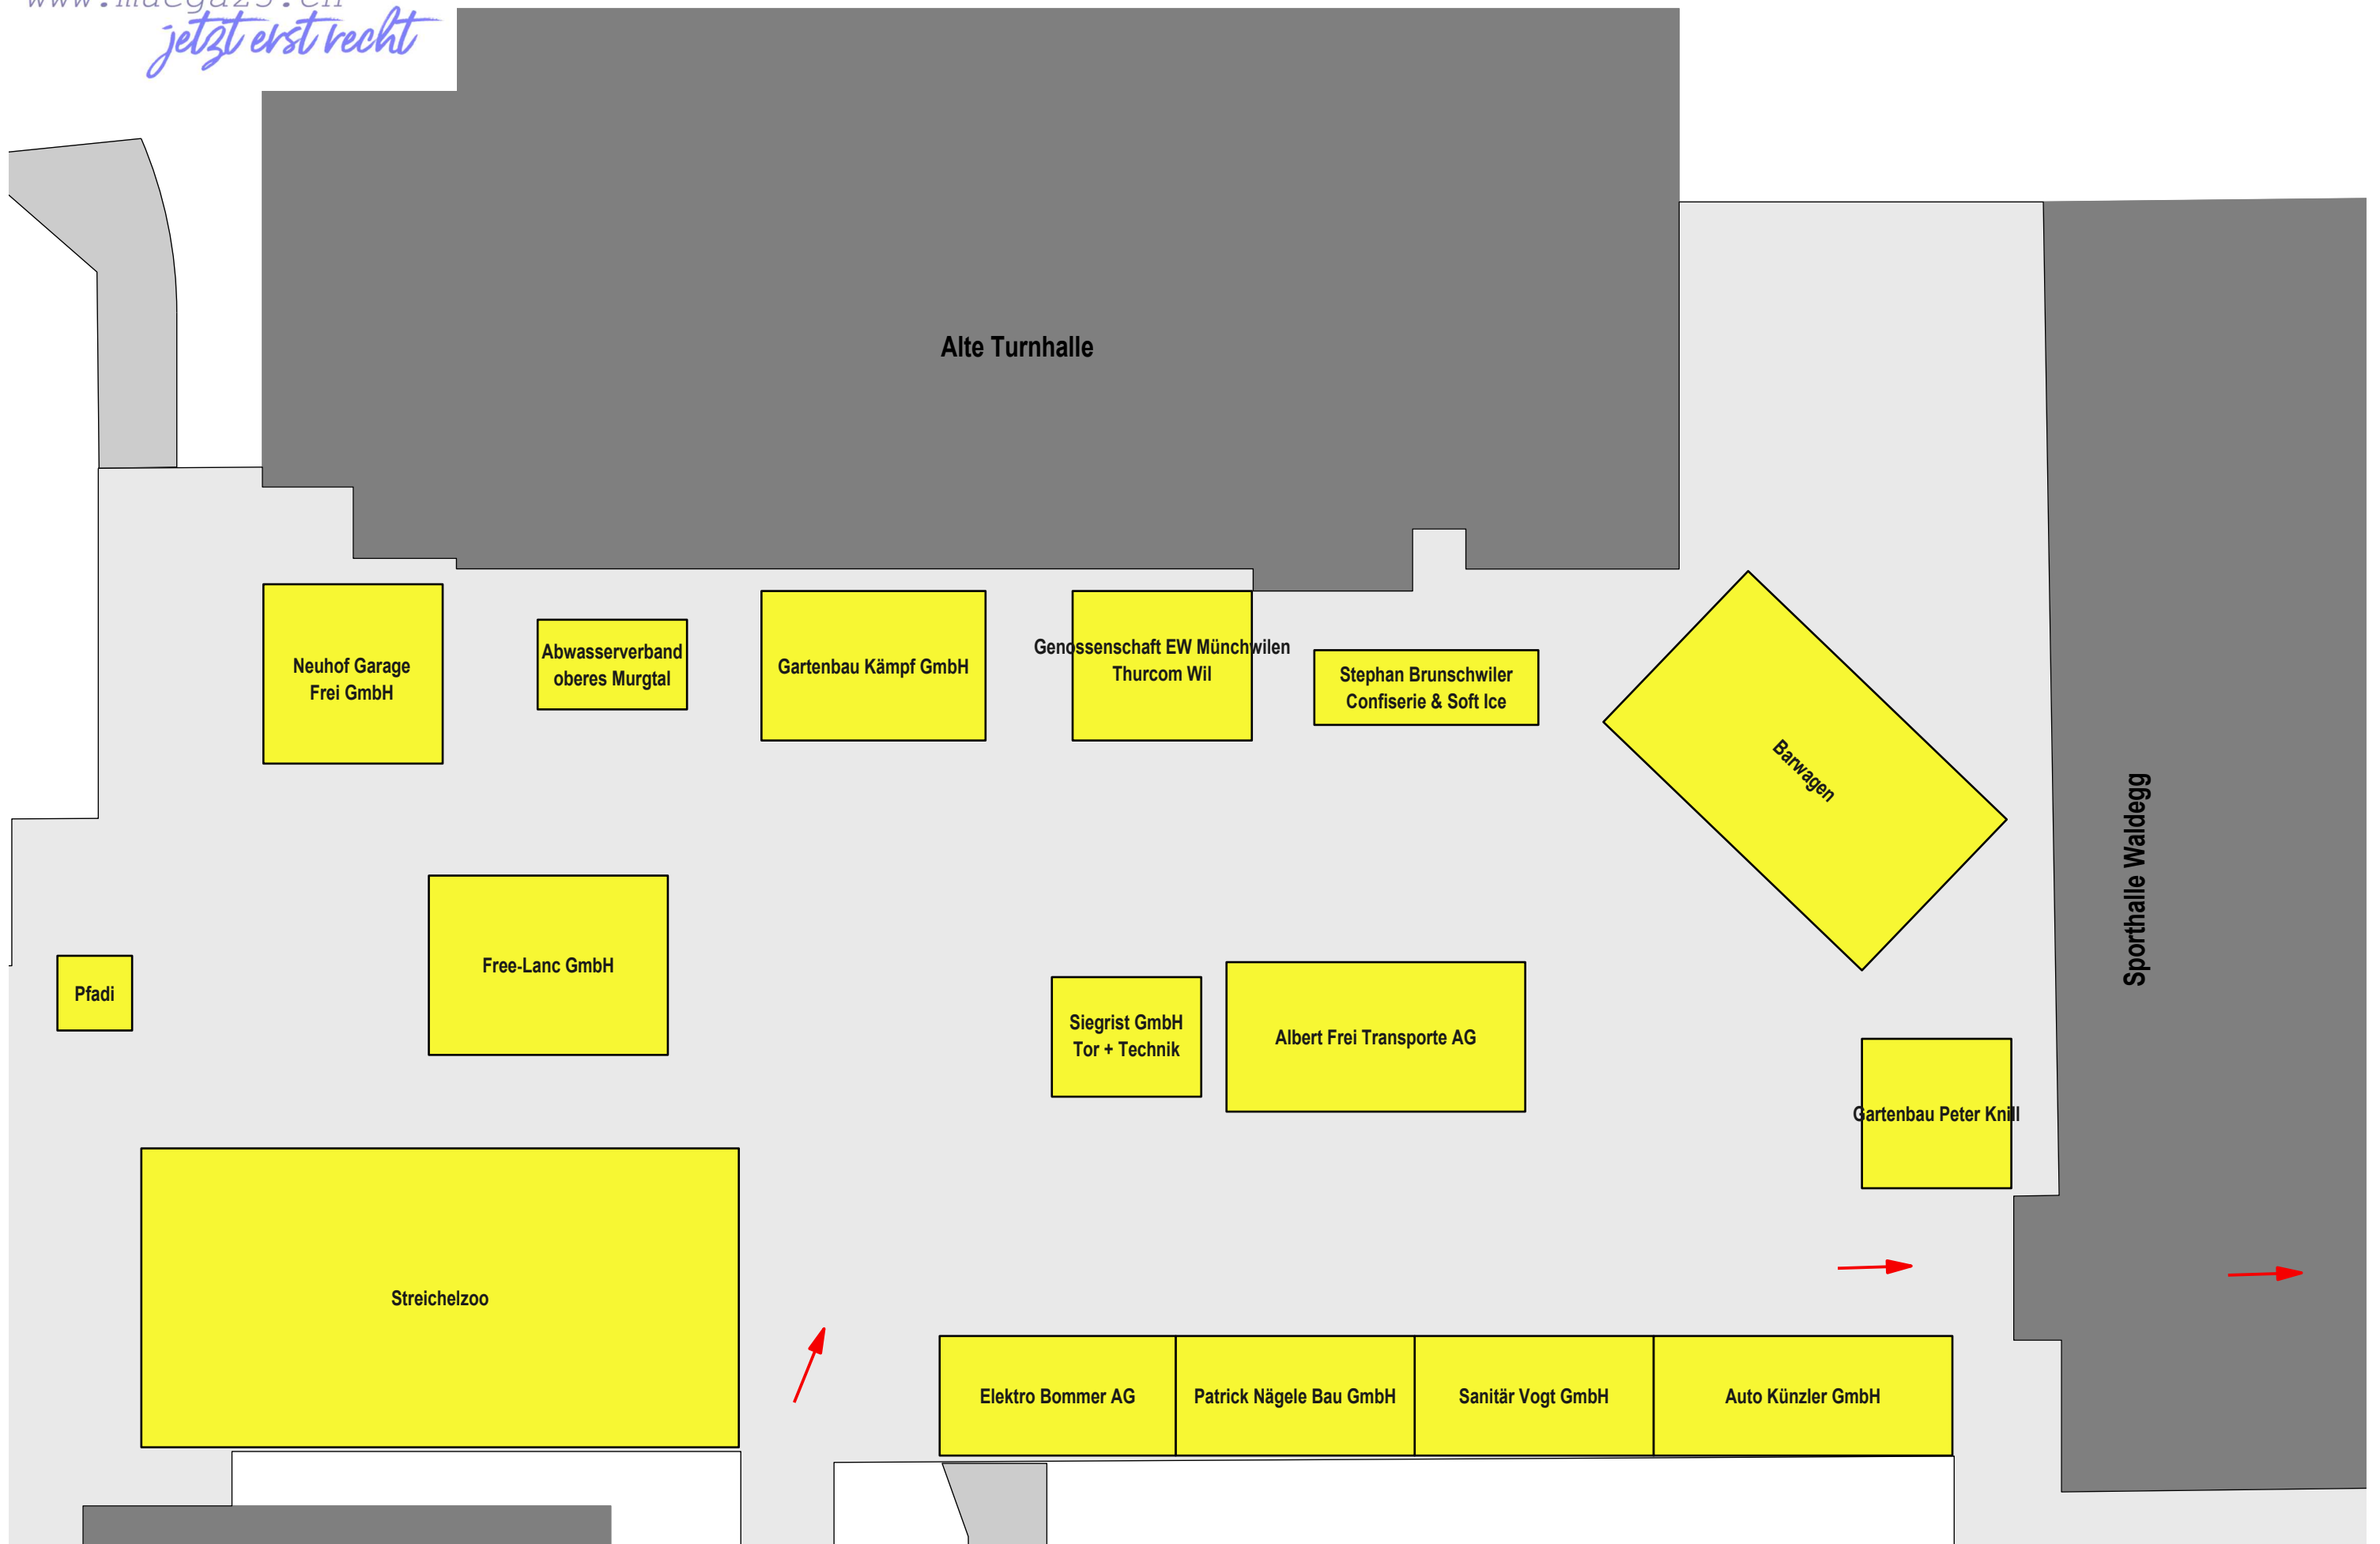 jetzt erst recht
Alte Turnhalle
Neuhof Garage
Frei GmbH
Abwasserverband
oberes Murgtal
Gartenbau Kämpf GmbH
Genossenschaft EW Münchwilen
Thurcom Wil
Stephan Brunschwiler
Confiserie & Soft Ice
Barwagen
Sporthalle Waldegg
Pfadi
Free-Lanc GmbH
Siegrist GmbH
Tor + Technik
Albert Frei Transporte AG
Gartenbau Peter Knill
Streichelzoo
Elektro Bommer AG
Patrick Nägele Bau GmbH
Sanitär Vogt GmbH
Auto Künzler GmbH